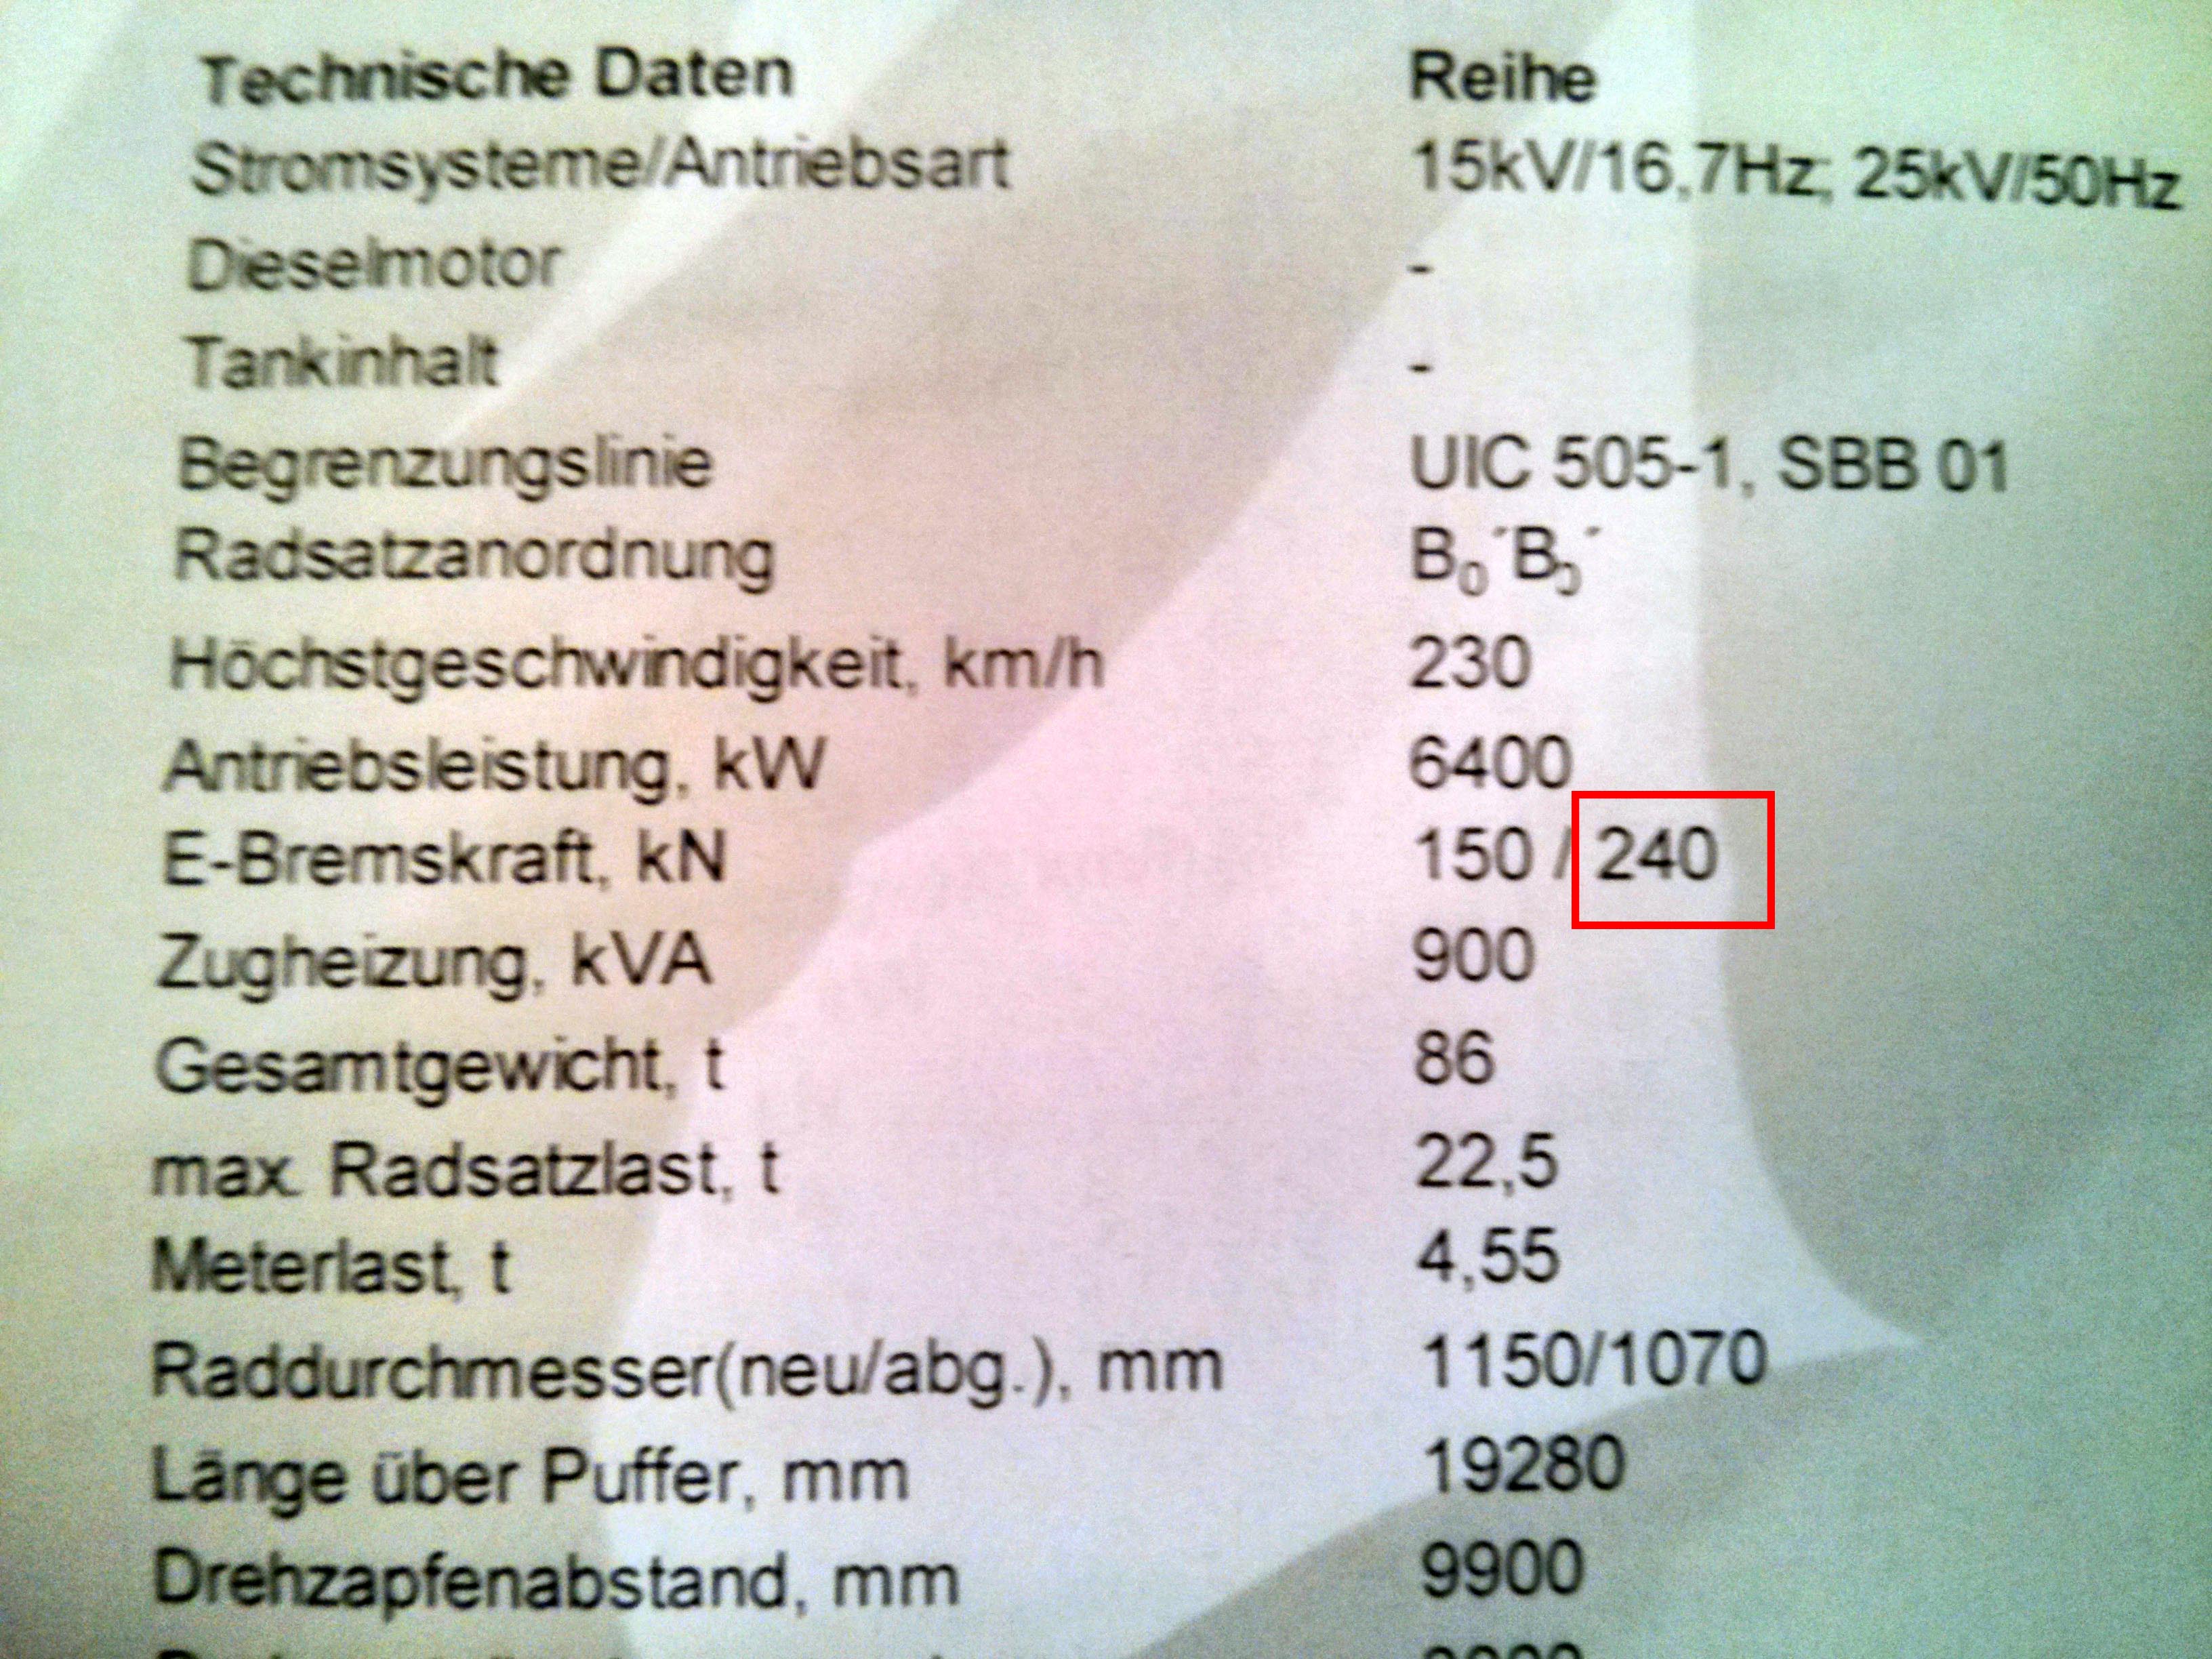 Technische Daten Reihe
Stromsysteme/Antriebsart 15kV/16,7Hz; 25kV/50Hz
Dieselmotor -
Tankinhalt -
Begrenzungslinie UIC 505-1, SBB 01
Radsatzanordnung B₀´B₀´
Höchstgeschwindigkeit, km/h 230
Antriebsleistung, kW 6400
E-Bremskraft, kN 150 / 240
Zugheizung, kVA 900
Gesamtgewicht, t 86
max. Radsatzlast, t 22,5
Meterlast, t 4,55
Raddurchmesser(neu/abg.), mm 1150/1070
Länge über Puffer, mm 19280
Drehzapfenabstand, mm 9900